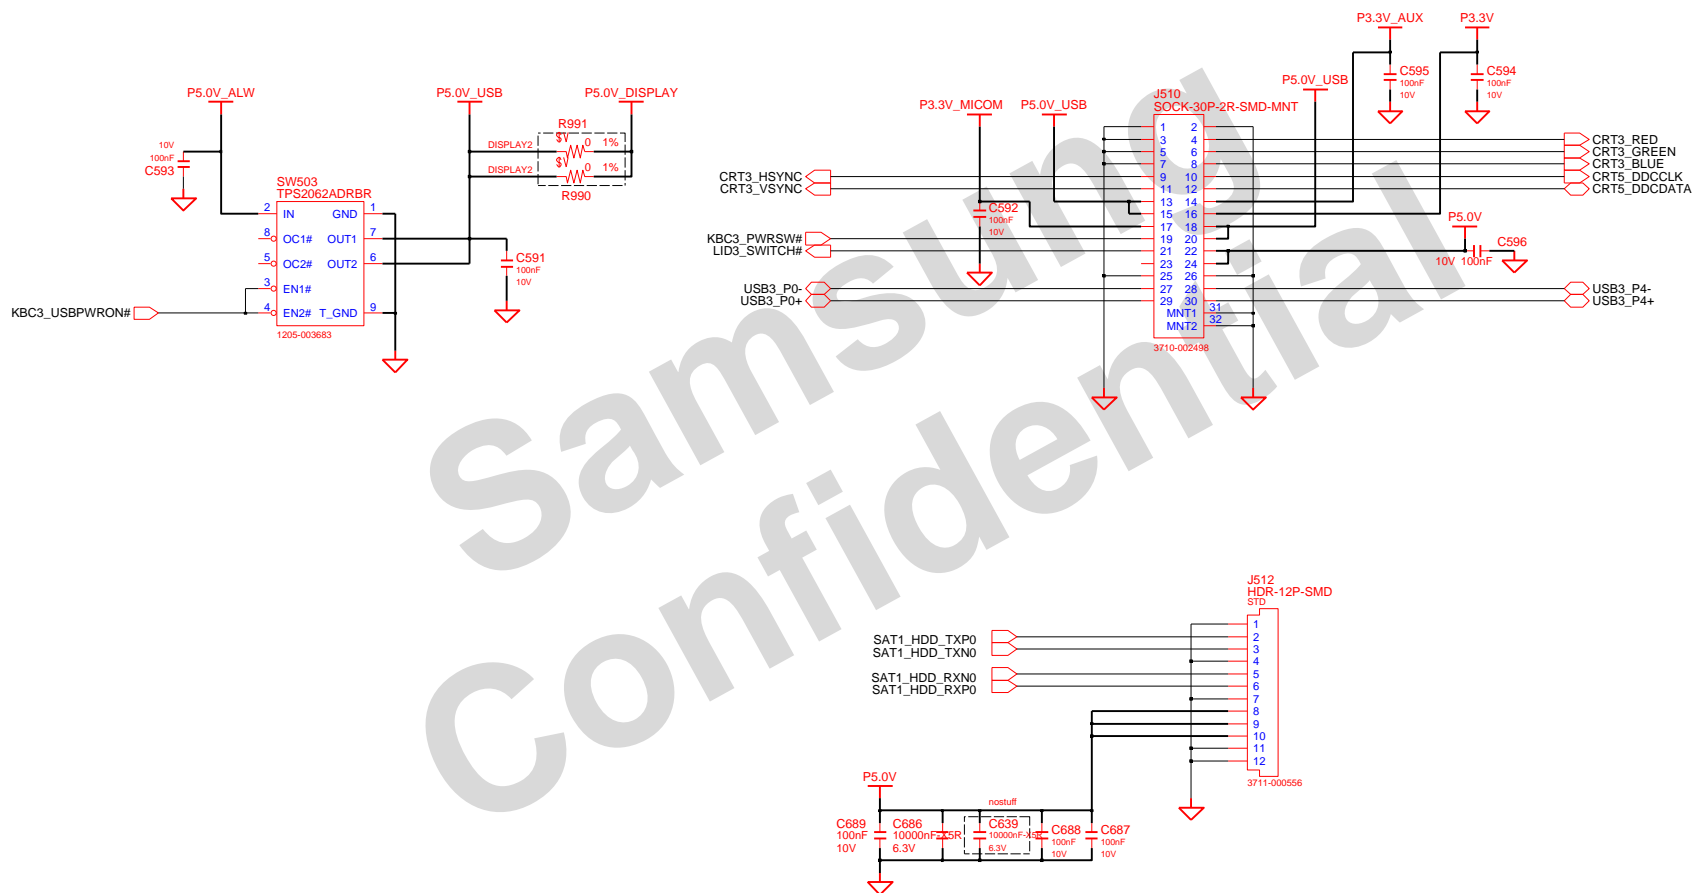 P5.0V_ALW
P5.0V_USB
P5.0V_DISPLAY
R991
$V 0 1%
DISPLAY2
$V 0 1%
DISPLAY2
R990
10V
100nF
C593
SW503
TPS2062ADRBR
2 IN GND 1
8 OC1# OUT1 7
5 OC2# OUT2 6
3 EN1#
4 EN2# T_GND 9
1205-003683
KBC3_USBPWRON#
C591
100nF
10V
P3.3V_AUX
P3.3V
C595
100nF
10V
C594
100nF
10V
P5.0V_USB
P3.3V_MICOM
P5.0V_USB
J510
SOCK-30P-2R-SMD-MNT
1 2
3 4
5 6
7 8
9 10
11 12
13 14
15 16
17 18
19 20
21 22
23 24
25 26
27 28
29 30
MNT1 31
MNT2 32
3710-002498
CRT3_HSYNC
CRT3_VSYNC
C592
100nF
10V
KBC3_PWRSW#
LID3_SWITCH#
USB3_P0-
USB3_P0+
CRT3_RED
CRT3_GREEN
CRT3_BLUE
CRT5_DDCCLK
CRT5_DDCDATA
P5.0V
C596
10V 100nF
USB3_P4-
USB3_P4+
Samsung
Confidential
J512
HDR-12P-SMD
STD
1
2
3
4
5
6
7
8
9
10
11
12
3711-000556
SAT1_HDD_TXP0
SAT1_HDD_TXN0
SAT1_HDD_RXN0
SAT1_HDD_RXP0
P5.0V
nostuff
C689
100nF
10V
C686
10000nF-X5R
6.3V
C639
10000nF-X5R
6.3V
C688
100nF
10V
C687
100nF
10V